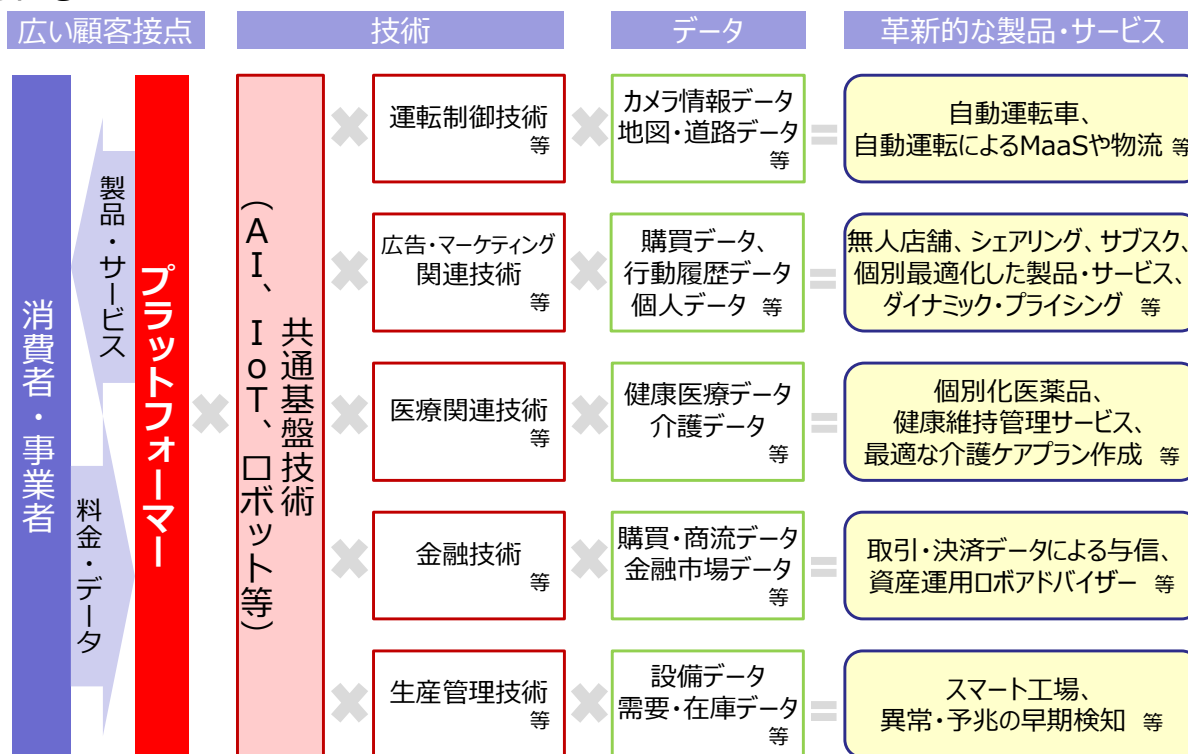 広い顧客接点
技術
データ
革新的な製品・サービス
消費者・事業者
製品・サービス
料金・データ
プラットフォーマー
共通基盤技術
（AI、IoT、ロボット等）
運転制御技術
等
カメラ情報データ
地図・道路データ
等
自動運転車、
自動運転によるMaaSや物流 等
広告・マーケティング
関連技術
等
購買データ、
行動履歴データ
個人データ 等
無人店舗、シェアリング、サブスク、
個別最適化した製品・サービス、
ダイナミック・プライシング 等
医療関連技術
等
健康医療データ
介護データ
等
個別化医薬品、
健康維持管理サービス、
最適な介護ケアプラン作成 等
金融技術
等
購買・商流データ
金融市場データ
等
取引・決済データによる与信、
資産運用ロボアドバイザー 等
生産管理技術
等
設備データ
需要・在庫データ
等
スマート工場、
異常・予兆の早期検知 等